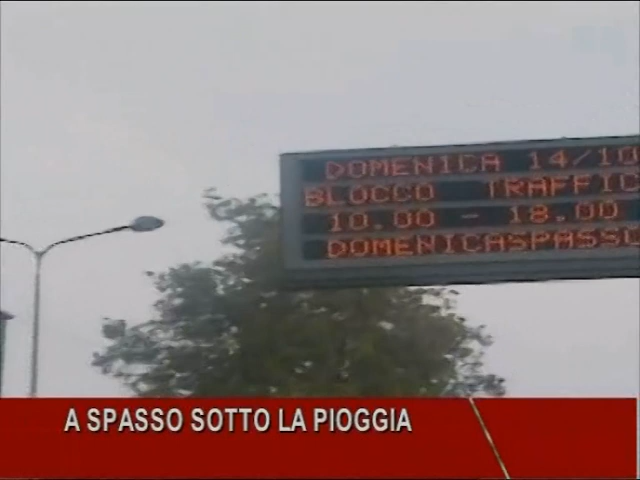 DOMENICA 14/10
BLOCCO TRAFFIC
10.00 - 18.00
DOMENICASPASSO
A SPASSO SOTTO LA PIOGGIA